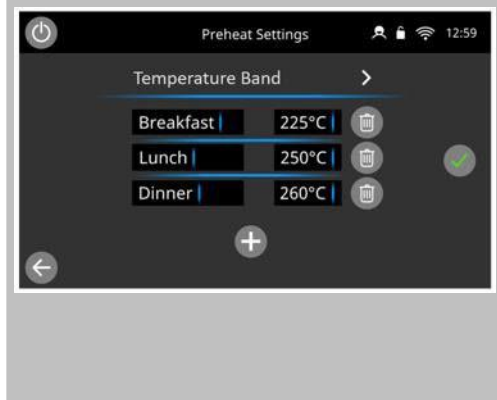 Preheat Settings 12:59
Temperature Band
Breakfast 225°C
Lunch 250°C
Dinner 260°C